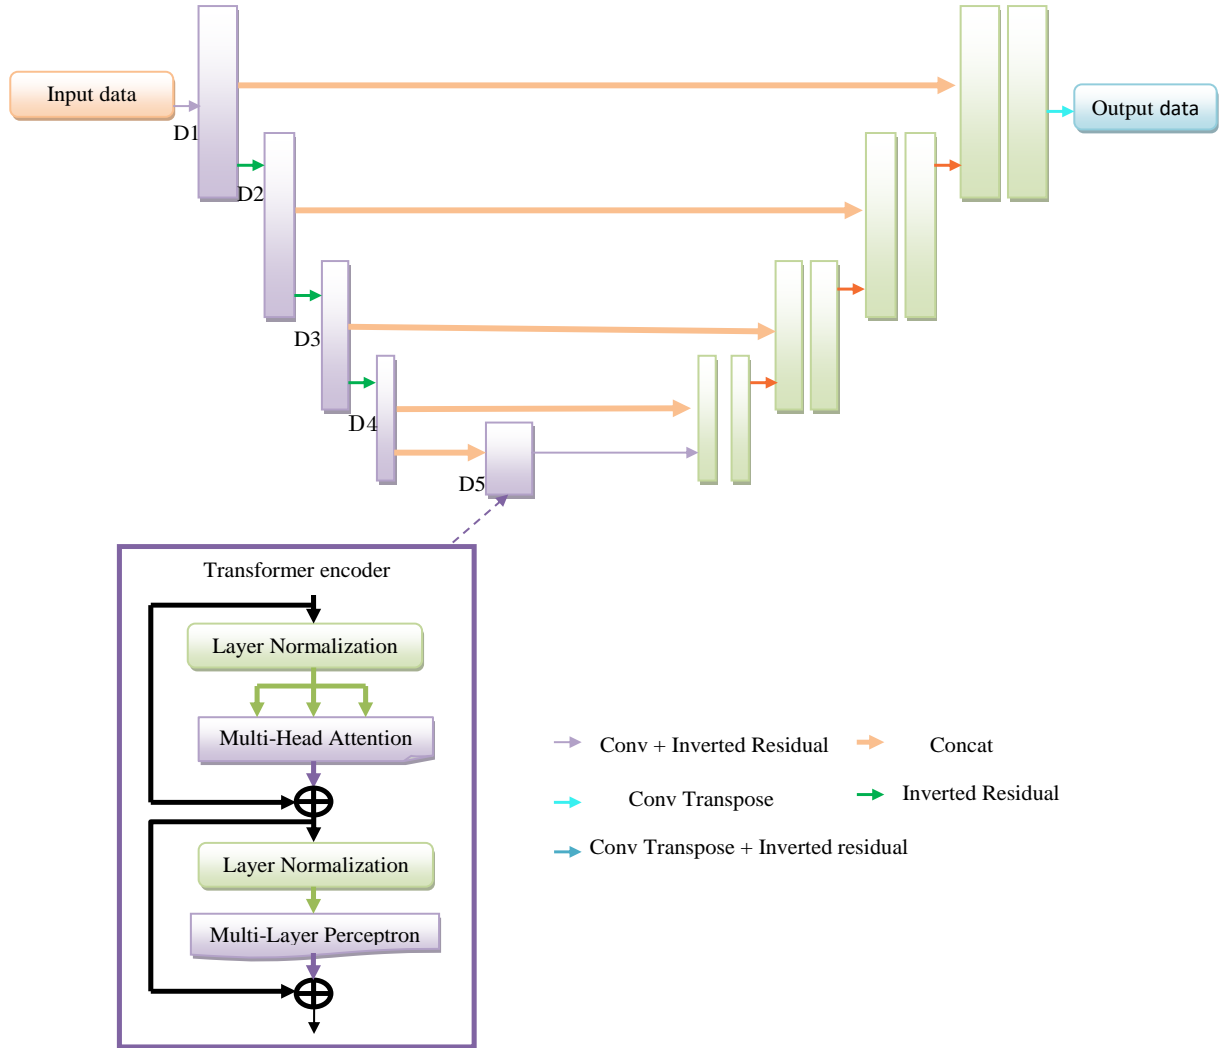 Input data
Output data
D1
D2
D3
D4
D5
Transformer encoder
Layer Normalization
Multi-Head Attention
Layer Normalization
Multi-Layer Perceptron
Conv + Inverted Residual
Concat
Conv Transpose
Inverted Residual
Conv Transpose + Inverted residual